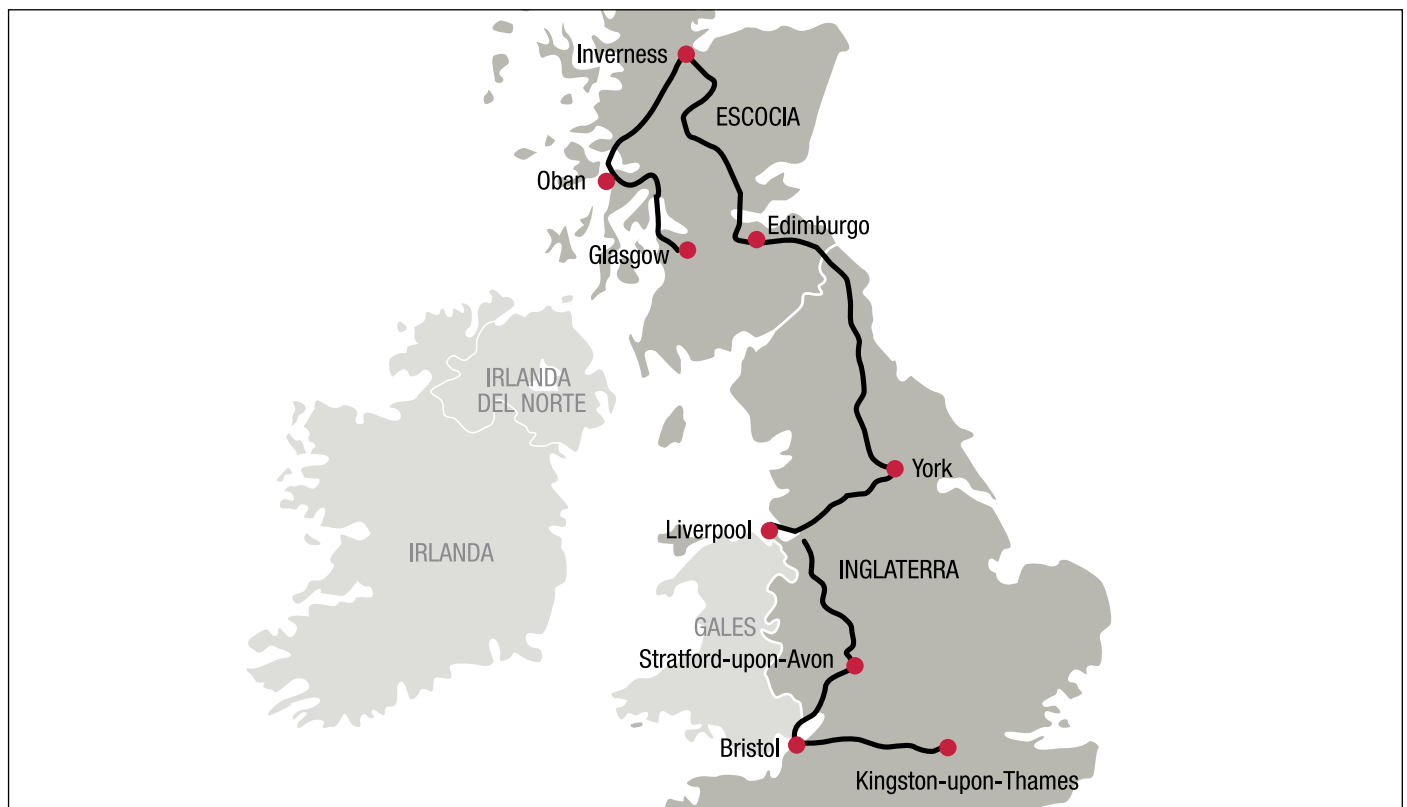 Inverness
ESCOCIA
Oban
Edimburgo
Glasgow
IRLANDA
DEL NORTE
York
Liverpool
IRLANDA
INGLATERRA
GALES
Stratford-upon-Avon
Bristol
Kingston-upon-Thames